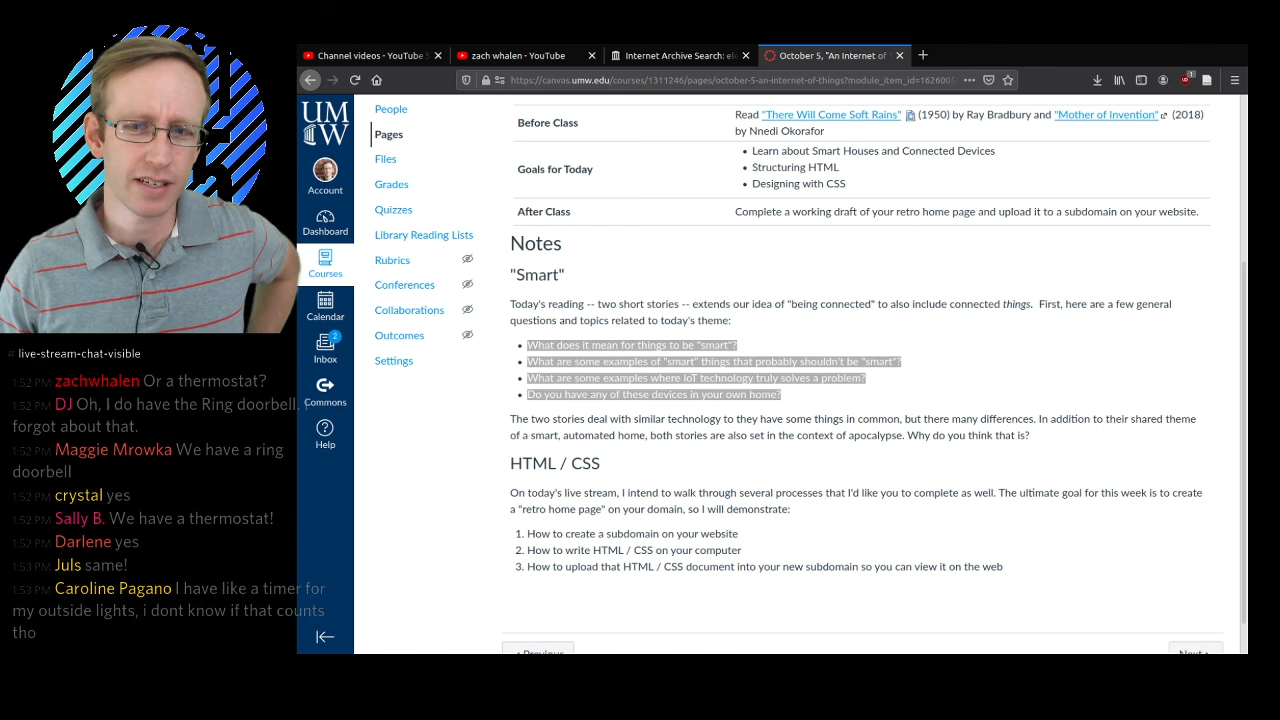 Channel videos - YouTube S
zach whalen - YouTube
Internet Archive Search: ele
October 5, "An Internet of
https://canvas.umw.edu/courses/1311246/pages/october-5-an-internet-of-things?module_item_id=1626005
UMW
Account
Dashboard
Courses
Calendar
2
Inbox
Commons
Help
People
Pages
Files
Grades
Quizzes
Library Reading Lists
Rubrics
Conferences
Collaborations
Outcomes
Settings
Before Class
Read "There Will Come Soft Rains" (1950) by Ray Bradbury and "Mother of Invention" (2018)
by Nnedi Okorafor
Goals for Today
• Learn about Smart Houses and Connected Devices
• Structuring HTML
• Designing with CSS
After Class
Complete a working draft of your retro home page and upload it to a subdomain on your website.
Notes
"Smart"
Today's reading -- two short stories -- extends our idea of "being connected" to also include connected things. First, here are a few general
questions and topics related to today's theme:
• What does it mean for things to be "smart"?
• What are some examples of "smart" things that probably shouldn't be "smart"?
• What are some examples where IoT technology truly solves a problem?
• Do you have any of these devices in your own home?
The two stories deal with similar technology to they have some things in common, but there many differences. In addition to their shared theme
of a smart, automated home, both stories are also set in the context of apocalypse. Why do you think that is?
HTML / CSS
On today's live stream, I intend to walk through several processes that I'd like you to complete as well. The ultimate goal for this week is to create
a "retro home page" on your domain, so I will demonstrate:
1. How to create a subdomain on your website
2. How to write HTML / CSS on your computer
3. How to upload that HTML / CSS document into your new subdomain so you can view it on the web
Previous
Next
# live-stream-chat-visible
1:52 PM zachwhalen Or a thermostat?
1:52 PM DJ Oh, I do have the Ring doorbell. I
forgot about that.
1:52 PM Maggie Mrowka We have a ring
doorbell
1:52 PM crystal yes
1:52 PM Sally B. We have a thermostat!
1:52 PM Darlene yes
1:53 PM Juls same!
1:53 PM Caroline Pagano I have like a timer for
my outside lights, i dont know if that counts
tho